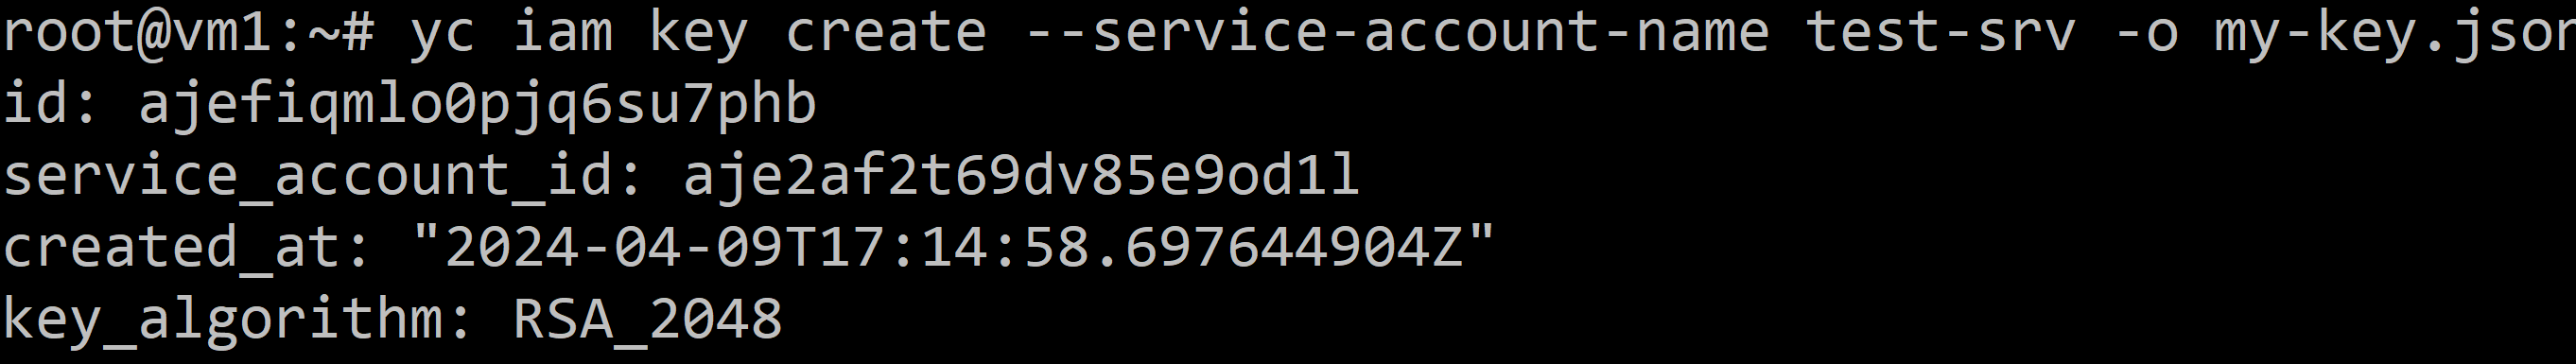 root@vm1:~# yc iam key create --service-account-name test-srv -o my-key.json
id: ajefiqmlo0pjq6su7phb
service_account_id: aje2af2t69dv85e9od1l
created_at: "2024-04-09T17:14:58.697644904Z"
key_algorithm: RSA_2048